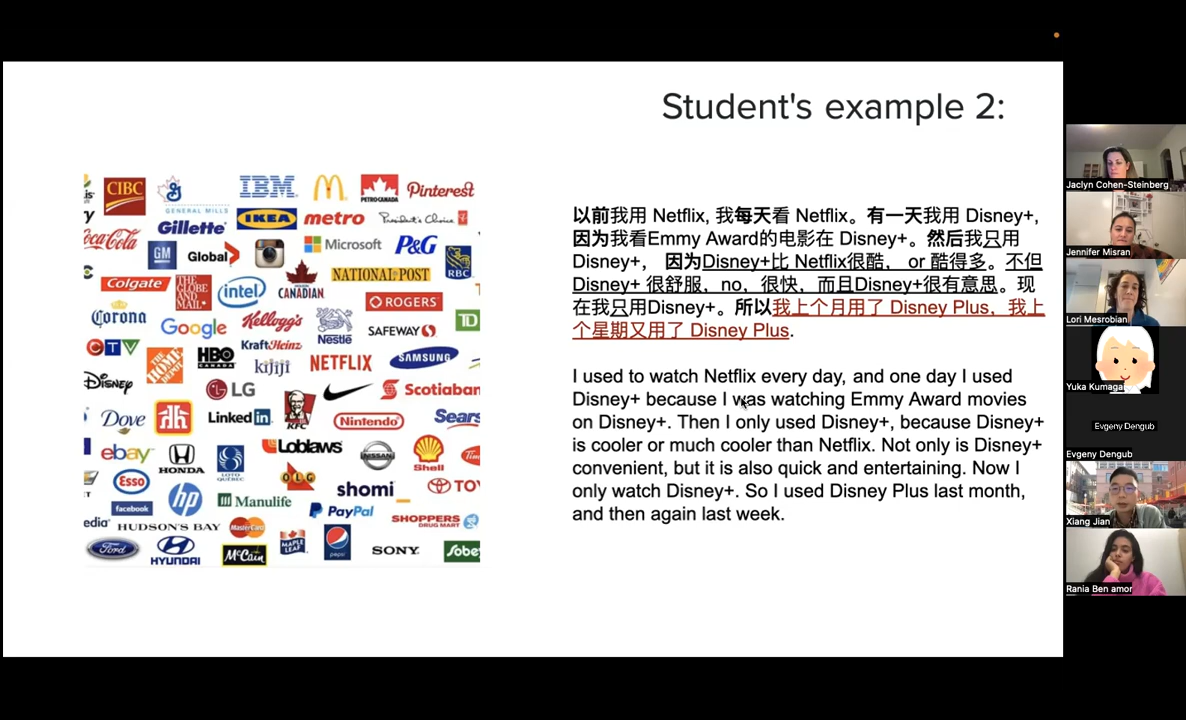 Student's example 2:
CIBC
GENERAL MILLS
IBM
PETRO-CANADA
Pinterest
Gillette
IKEA
metro
President's Choice
Coca-Cola
GM
Global
Microsoft
P&G
RBC
Colgate
THE GLOBE AND MAIL
intel
CANADIAN
NATIONAL POST
ROGERS
Corona
Google
Kellogg's
Nestle
SAFEWAY
TD
CTV
THE HOME DEPOT
HBO CANADA
Kraft Heinz
kijiji
NETFLIX
SAMSUNG
DISNEY
LG
Scotiaban
Dove
Linked in
KFC
Nintendo
Sears
ebay
HONDA
LOTO QUÉBEC
Loblaws
NISSAN
Shell
Esso
OLG
facebook
hp
Manulife
shomi
TOY
PayPal
SHOPPERS DRUG MART
edia
HUDSON'S BAY
MasterCard
Ford
HYUNDAI
McCain
MAPLE LEAF
pepsi
SONY
Sobe
以前我用 Netflix, 我每天看 Netflix。有一天我用 Disney+,
因为我看Emmy Award的电影在 Disney+。然后我只用
Disney+， 因为Disney+比 Netflix很酷， or 酷得多。不但
Disney+ 很舒服，no，很快，而且Disney+很有意思。现
在我只用Disney+。所以我上个月用了 Disney Plus，我上
个星期又用了 Disney Plus.
I used to watch Netflix every day, and one day I used
Disney+ because I was watching Emmy Award movies
on Disney+. Then I only used Disney+, because Disney+
is cooler or much cooler than Netflix. Not only is Disney+
convenient, but it is also quick and entertaining. Now I
only watch Disney+. So I used Disney Plus last month,
and then again last week.
Jaclyn Cohen-Steinberg
Jennifer Misran
Lori Mesrobian
Yuka Kumagai
Evgeny Dengub
Evgeny Dengub
Xiang Jian
Rania Ben amor